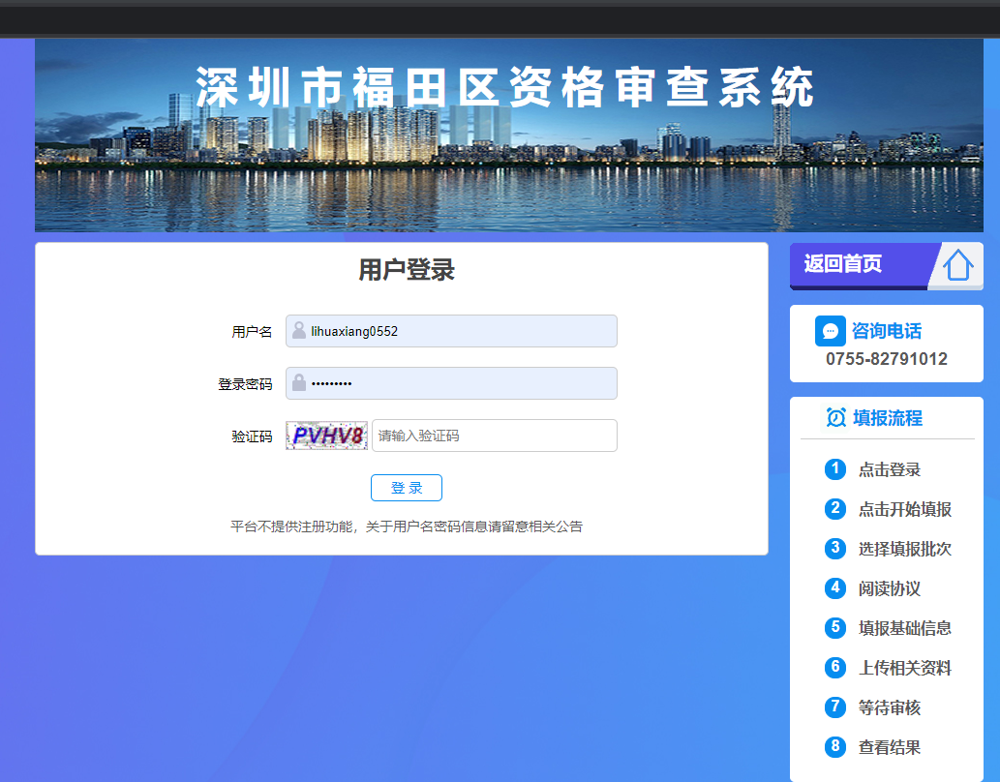 深圳市福田区资格审查系统
用户登录
用户名 lihuaxiang0552
登录密码 •••••••••
验证码 PVHV8 请输入验证码
登 录
平台不提供注册功能，关于用户名密码信息请留意相关公告
返回首页
咨询电话
0755-82791012
填报流程
1 点击登录
2 点击开始填报
3 选择填报批次
4 阅读协议
5 填报基础信息
6 上传相关资料
7 等待审核
8 查看结果